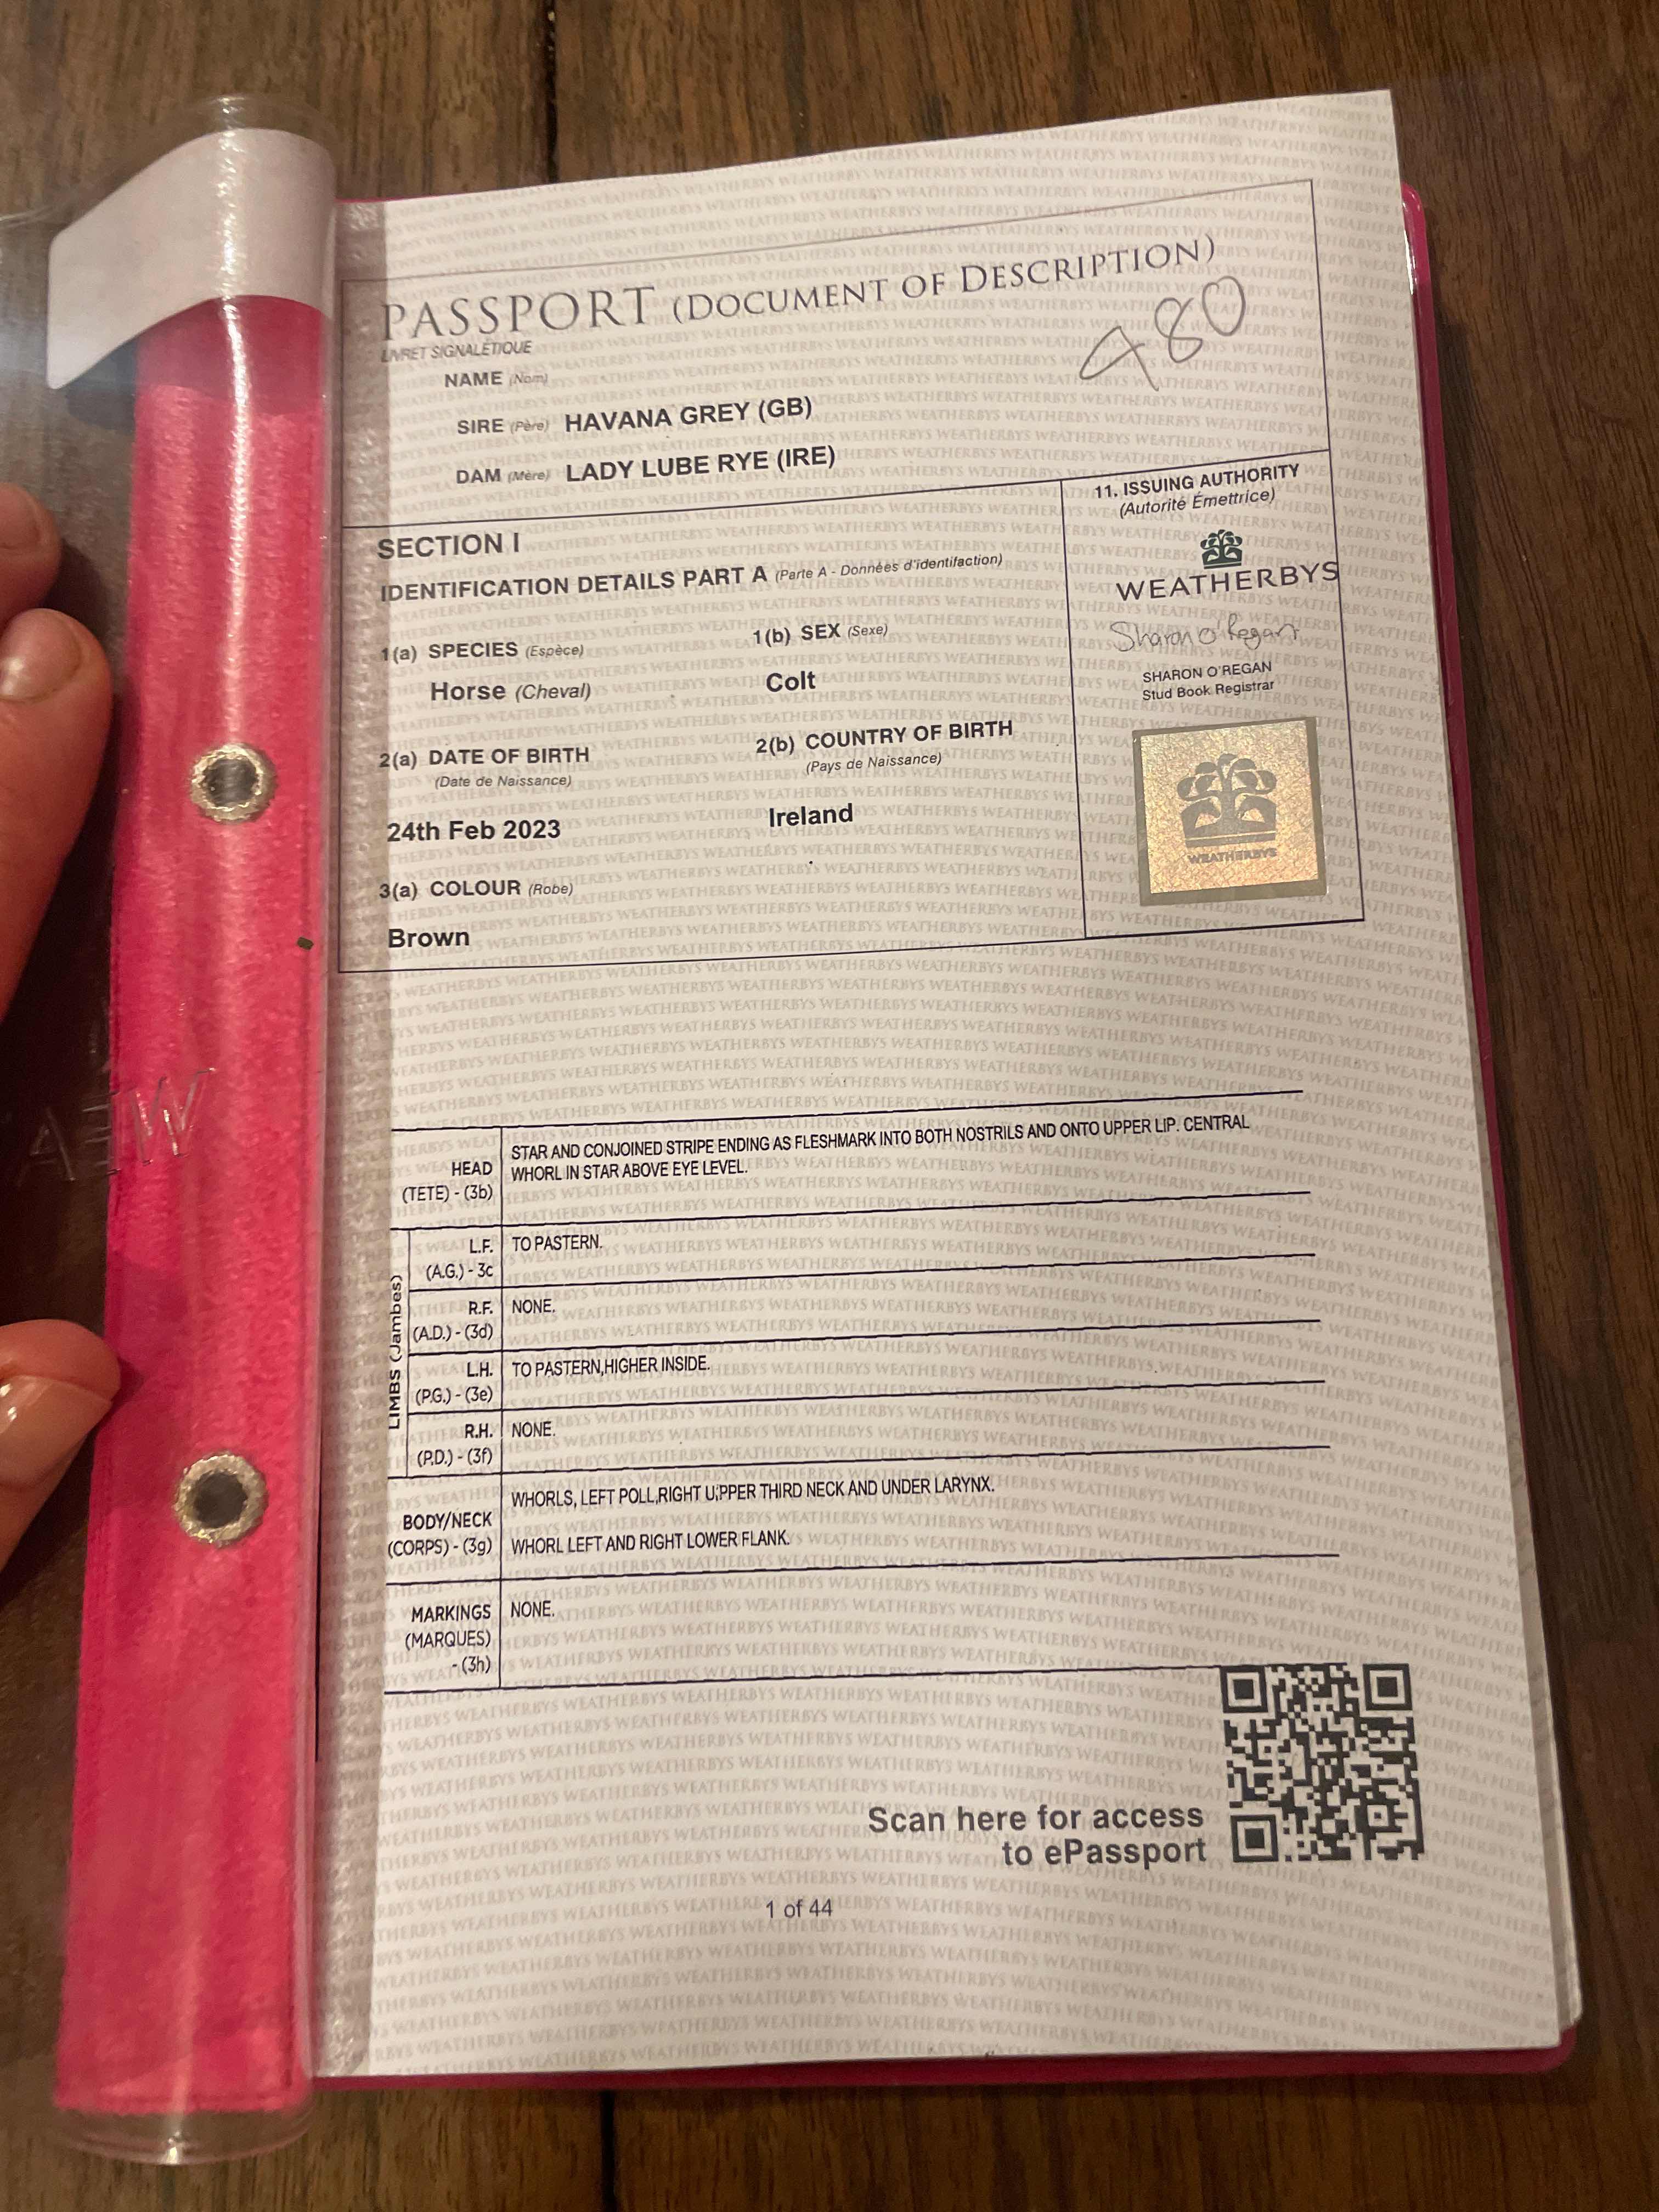 PASSPORT (DOCUMENT OF DESCRIPTION)
LIVRET SIGNALÉTIQUE
480
NAME (Nom)
SIRE (Père) HAVANA GREY (GB)
DAM (Mère) LADY LUBE RYE (IRE)
11. ISSUING AUTHORITY
(Autorité Émettrice)
WEATHERBYS
Sharon O'Regan
SHARON O'REGAN
Stud Book Registrar
WEATHERBYS
SECTION I
IDENTIFICATION DETAILS PART A (Parte A - Données d'identifaction)
1(a) SPECIES (Espèce)
1(b) SEX (Sexe)
Horse (Cheval)
Colt
2(a) DATE OF BIRTH
(Date de Naissance)
2(b) COUNTRY OF BIRTH
(Pays de Naissance)
24th Feb 2023
Ireland
3(a) COLOUR (Robe)
Brown
HEAD
(TETE) - (3b)
STAR AND CONJOINED STRIPE ENDING AS FLESHMARK INTO BOTH NOSTRILS AND ONTO UPPER LIP. CENTRAL
WHORL IN STAR ABOVE EYE LEVEL.
LIMBS (Jambes)
L.F.
(A.G.) - 3c
TO PASTERN.
R.F.
(A.D.) - (3d)
NONE.
L.H.
(P.G.) - (3e)
TO PASTERN,HIGHER INSIDE.
R.H.
(P.D.) - (3f)
NONE.
BODY/NECK
(CORPS) - (3g)
WHORLS, LEFT POLL,RIGHT UPPER THIRD NECK AND UNDER LARYNX.
WHORL LEFT AND RIGHT LOWER FLANK.
MARKINGS
(MARQUES)
- (3h)
NONE.
Scan here for access
to ePassport
1 of 44